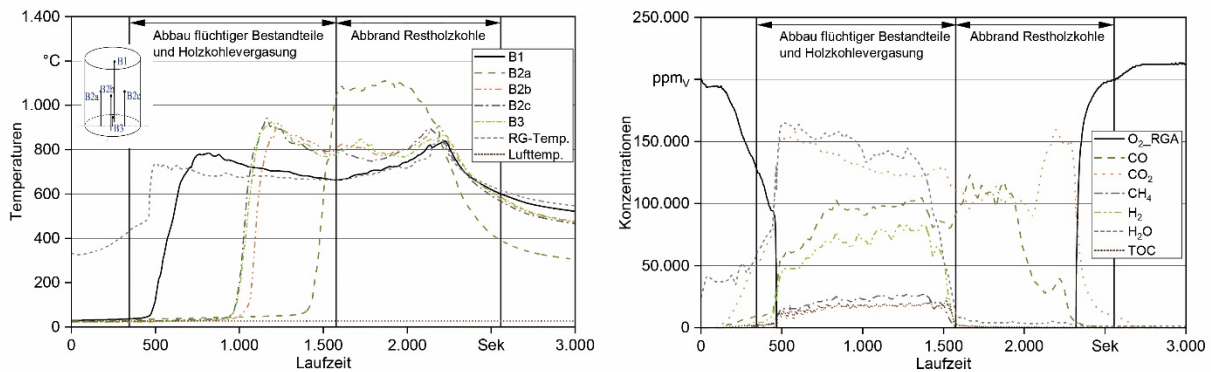 1.400
°C
1.000
800
600
400
200
0
Temperaturen
0
500
1.000
1.500
2.000
Sek
3.000
Laufzeit
Abbau flüchtiger Bestandteile
und Holzkohlevergasung
Abbrand Restholzkohle
B1
B2a
B2b
B2c
B3
B1
B2a
B2b
B2c
B3
RG-Temp.
Lufttemp.
250.000
ppmV
150.000
100.000
50.000
0
Konzentrationen
0
500
1.000
1.500
2.000
Sek
3.000
Laufzeit
Abbau flüchtiger Bestandteile
und Holzkohlevergasung
Abbrand Restholzkohle
O₂_RGA
CO
CO₂
CH₄
H₂
H₂O
TOC